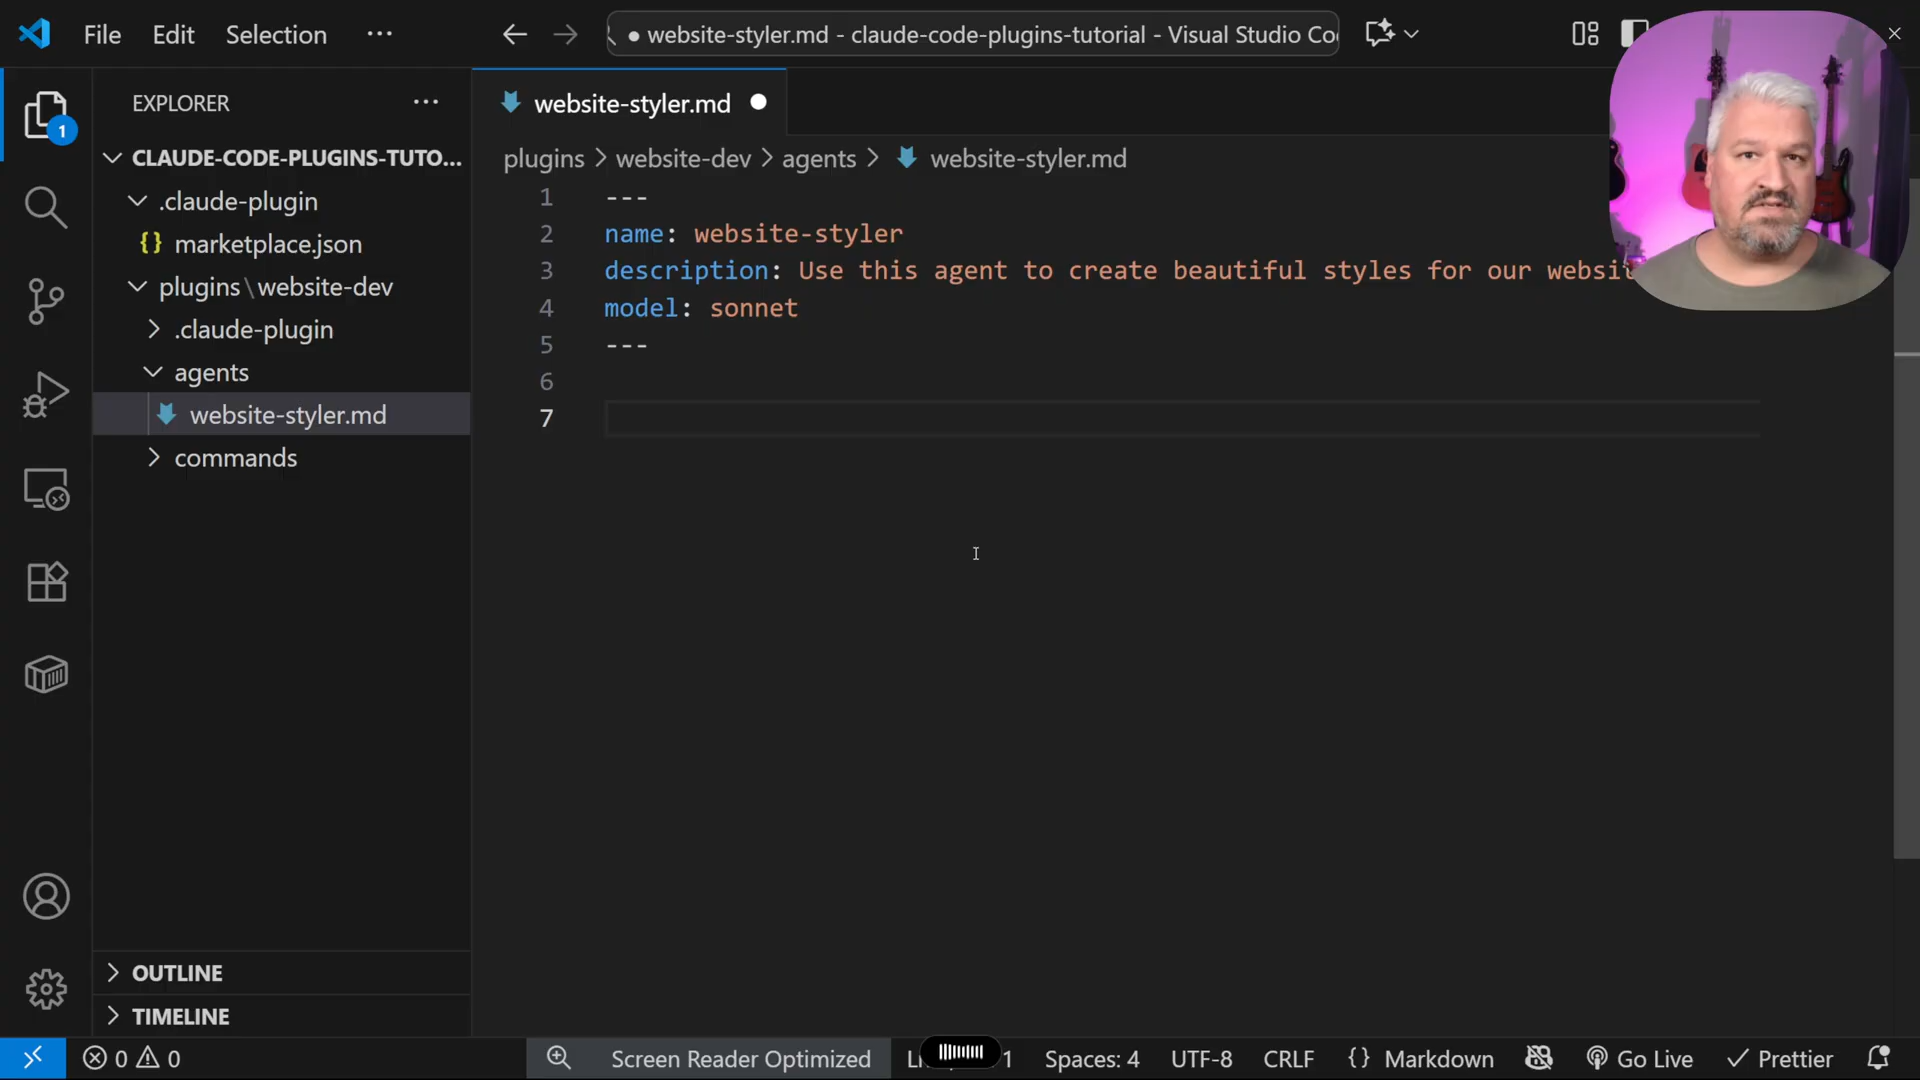 File Edit Selection ···
● website-styler.md - claude-code-plugins-tutorial - Visual Studio Co
EXPLORER ···
CLAUDE-CODE-PLUGINS-TUTO...
.claude-plugin
{} marketplace.json
plugins\website-dev
.claude-plugin
agents
website-styler.md
commands
OUTLINE
TIMELINE
1
website-styler.md ●
plugins > website-dev > agents > website-styler.md
1 ---
2 name: website-styler
3 description: Use this agent to create beautiful styles for our
4 model: sonnet
5 ---
6
7
0 0
Screen Reader Optimized
1
Spaces: 4
UTF-8
CRLF
{} Markdown
Go Live
Prettier